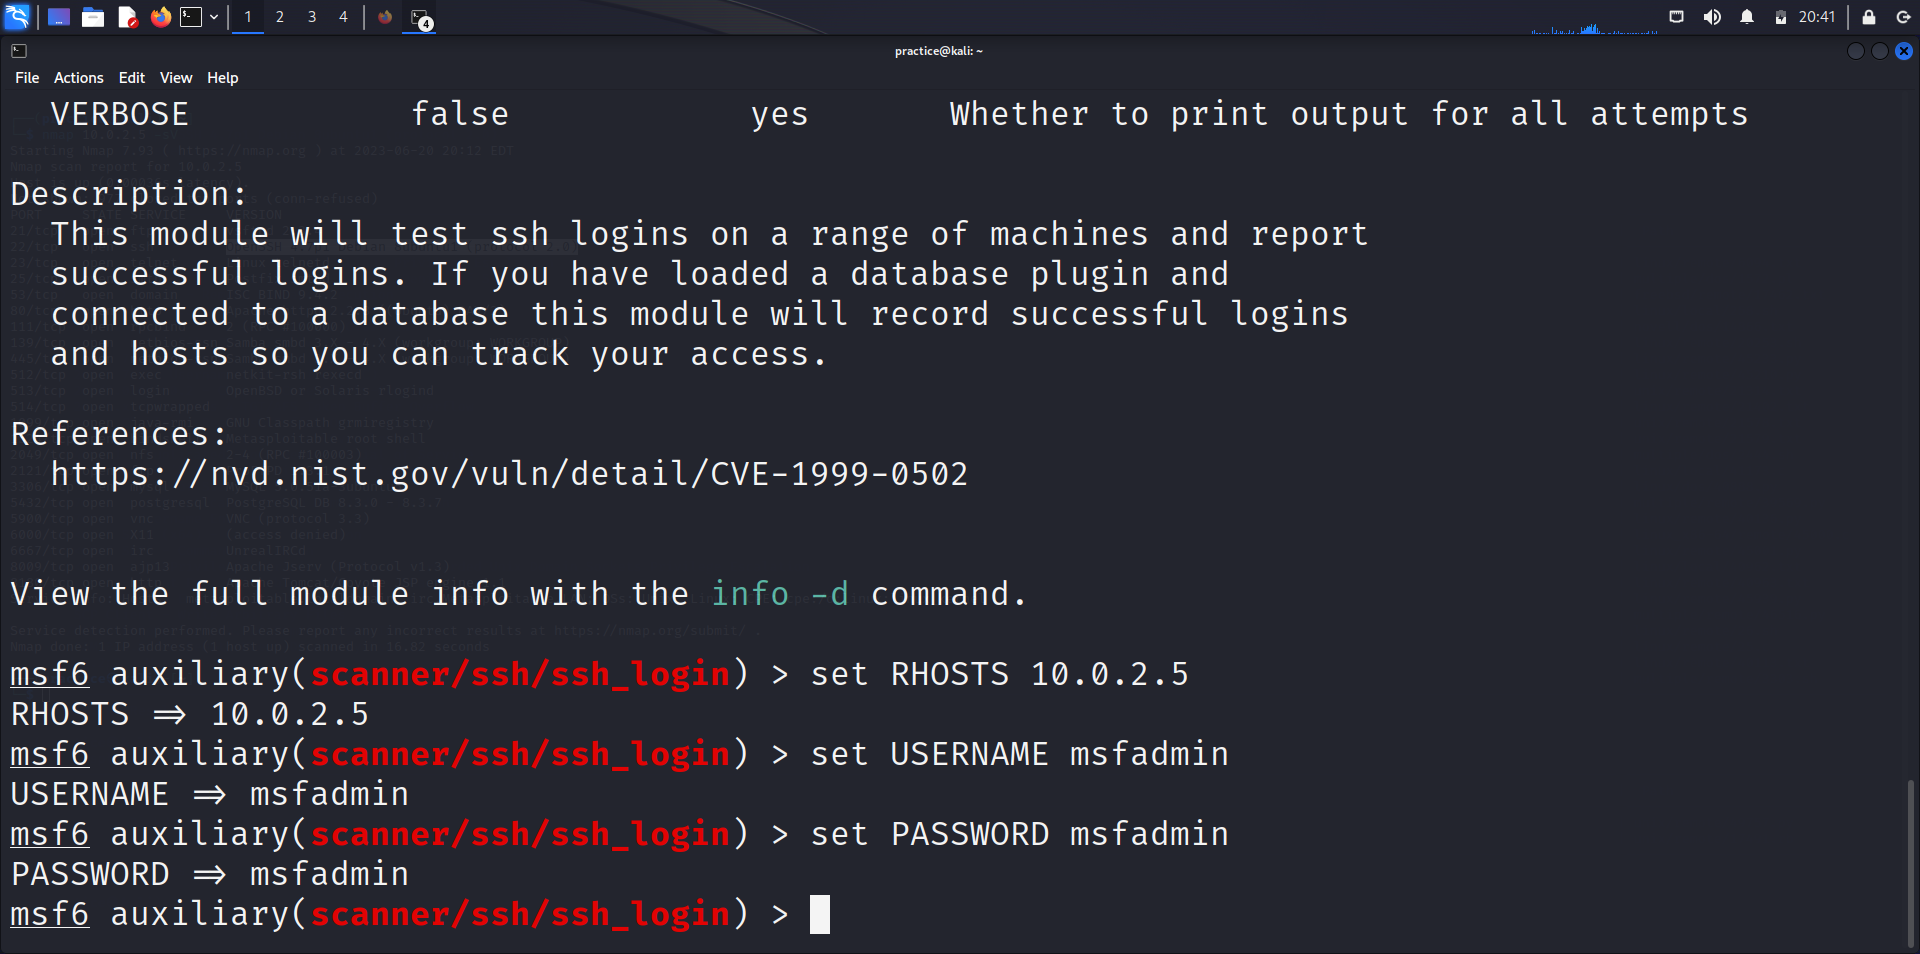 1 2 3 4 4 20:41
practice@kali: ~
File Actions Edit View Help
VERBOSE false yes Whether to print output for all attempts
Description:
This module will test ssh logins on a range of machines and report
successful logins. If you have loaded a database plugin and
connected to a database this module will record successful logins
and hosts so you can track your access.
References:
https://nvd.nist.gov/vuln/detail/CVE-1999-0502
View the full module info with the info -d command.
msf6 auxiliary(scanner/ssh/ssh_login) > set RHOSTS 10.0.2.5
RHOSTS => 10.0.2.5
msf6 auxiliary(scanner/ssh/ssh_login) > set USERNAME msfadmin
USERNAME => msfadmin
msf6 auxiliary(scanner/ssh/ssh_login) > set PASSWORD msfadmin
PASSWORD => msfadmin
msf6 auxiliary(scanner/ssh/ssh_login) >